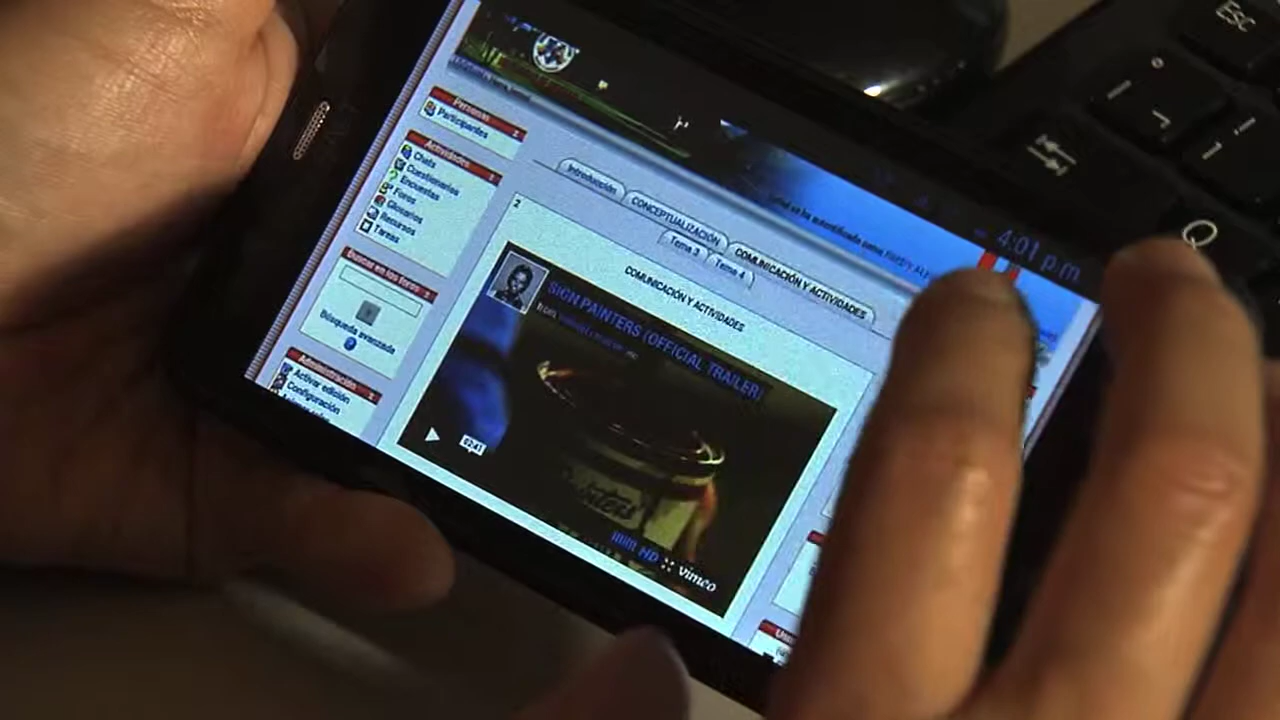 ESC
Q
4:01 p.m.
Personas
Participantes
Actividades
Chats
Cuestionarios
Encuestas
Foros
Glosarios
Recursos
Tareas
Buscar en los foros
Búsqueda avanzada
Administración
Activar edición
Configuración
Introducción
CONCEPTUALIZACIÓN
COMUNICACIÓN Y ACTIVIDADES
Tema 3
Tema 4
2
COMUNICACIÓN Y ACTIVIDADES
SIGN PAINTERS (OFFICIAL TRAILER)
from
02:41
HD
vimeo